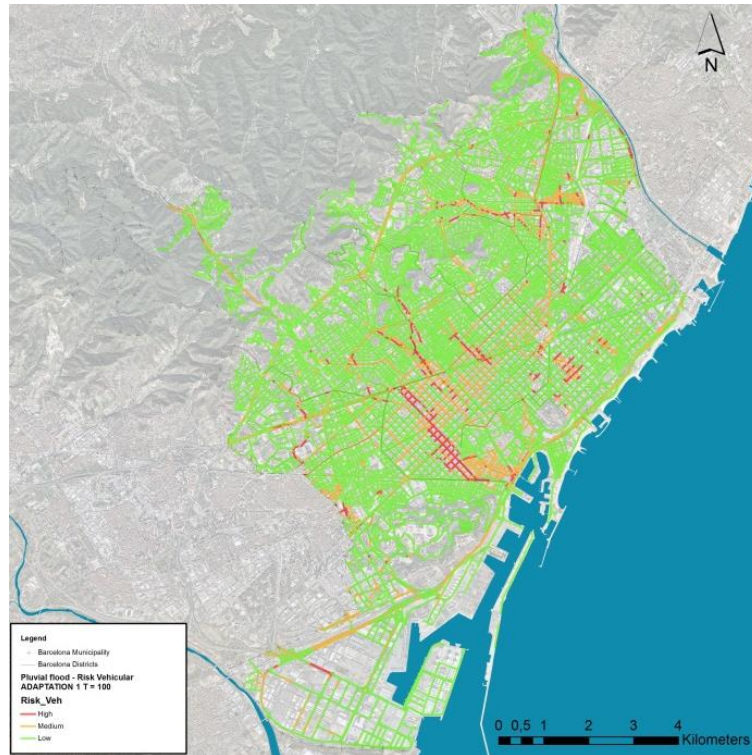 N
Legend
Barcelona Municipality
Barcelona Districts
Pluvial flood - Risk Vehicular
ADAPTATION 1 T = 100
Risk_Veh
High
Medium
Low
0 0,5 1 2 3 4
Kilometers